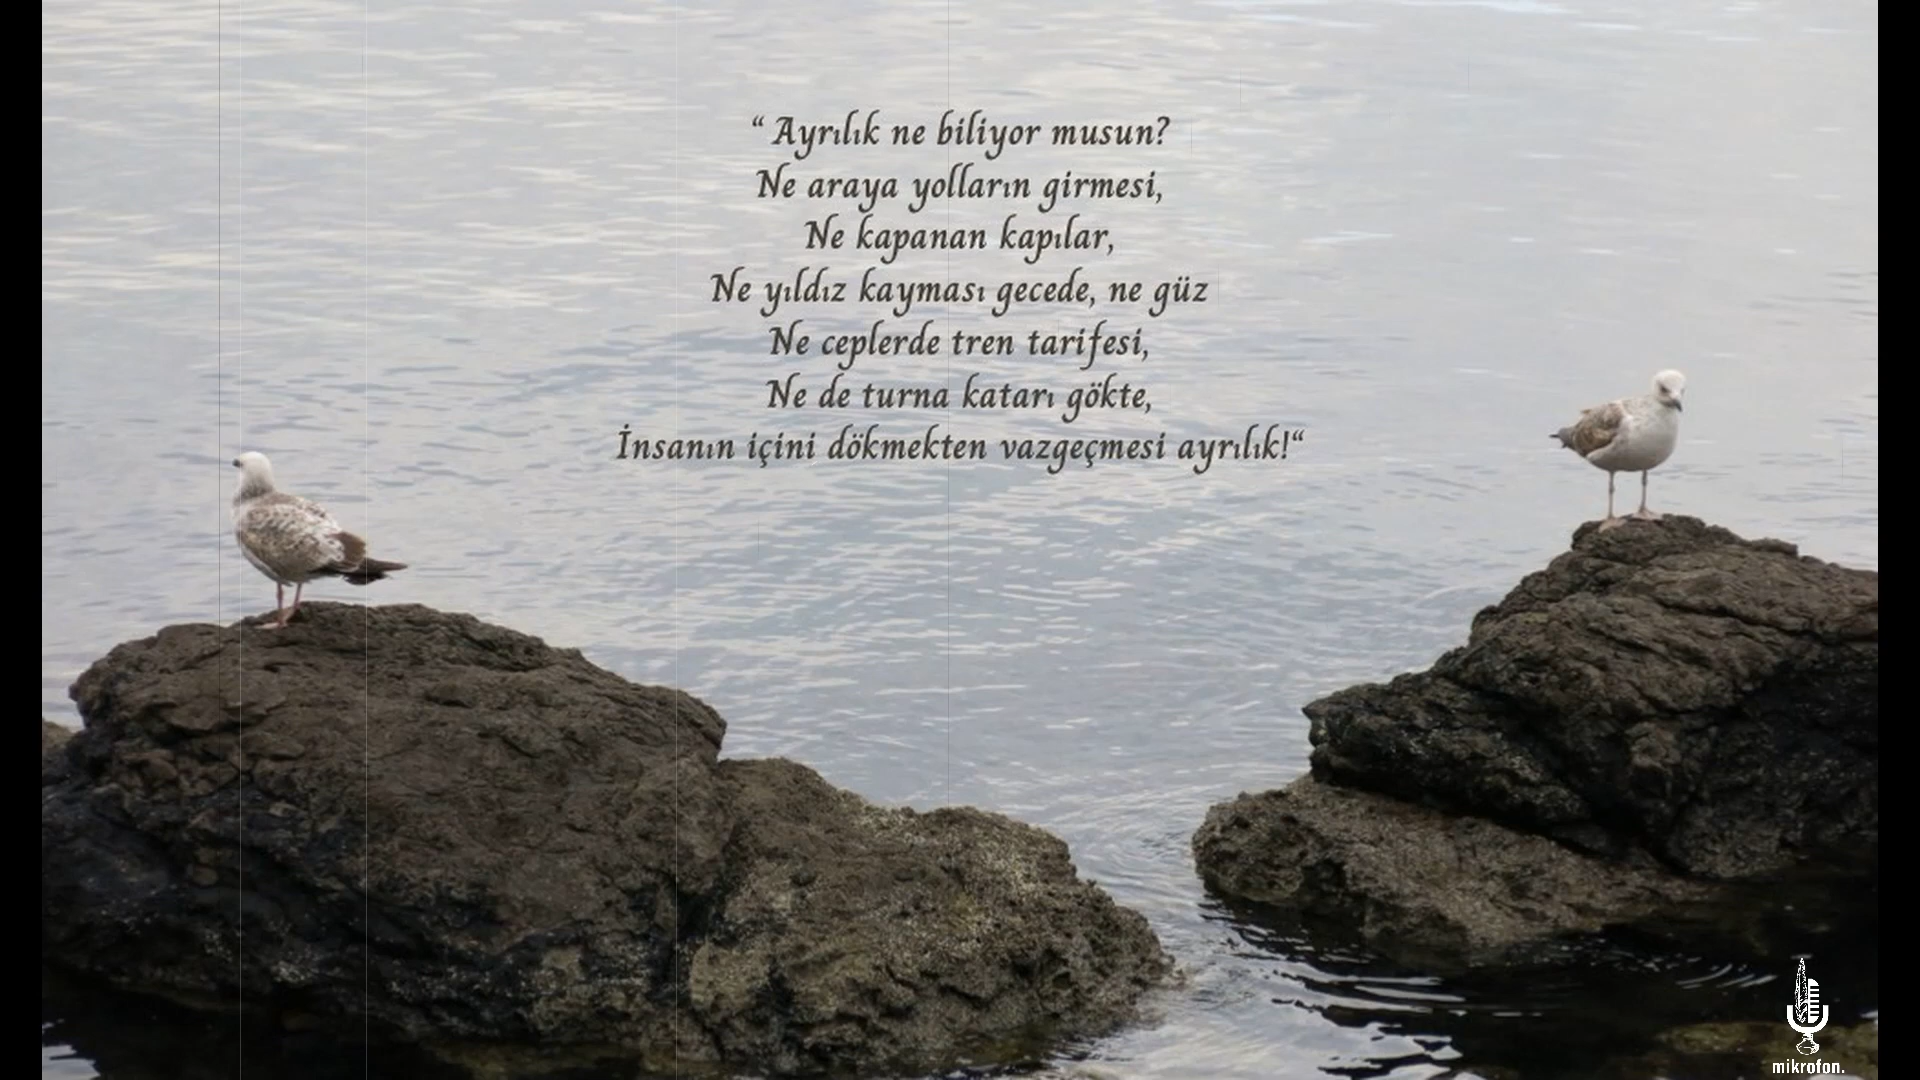 “ Ayrılık ne biliyor musun?
Ne araya yolların girmesi,
Ne kapanan kapılar,
Ne yıldız kayması gecede, ne güz
Ne ceplerde tren tarifesi,
Ne de turna katarı gökte,
İnsanın içini dökmekten vazgeçmesi ayrılık!“
mikrofon.